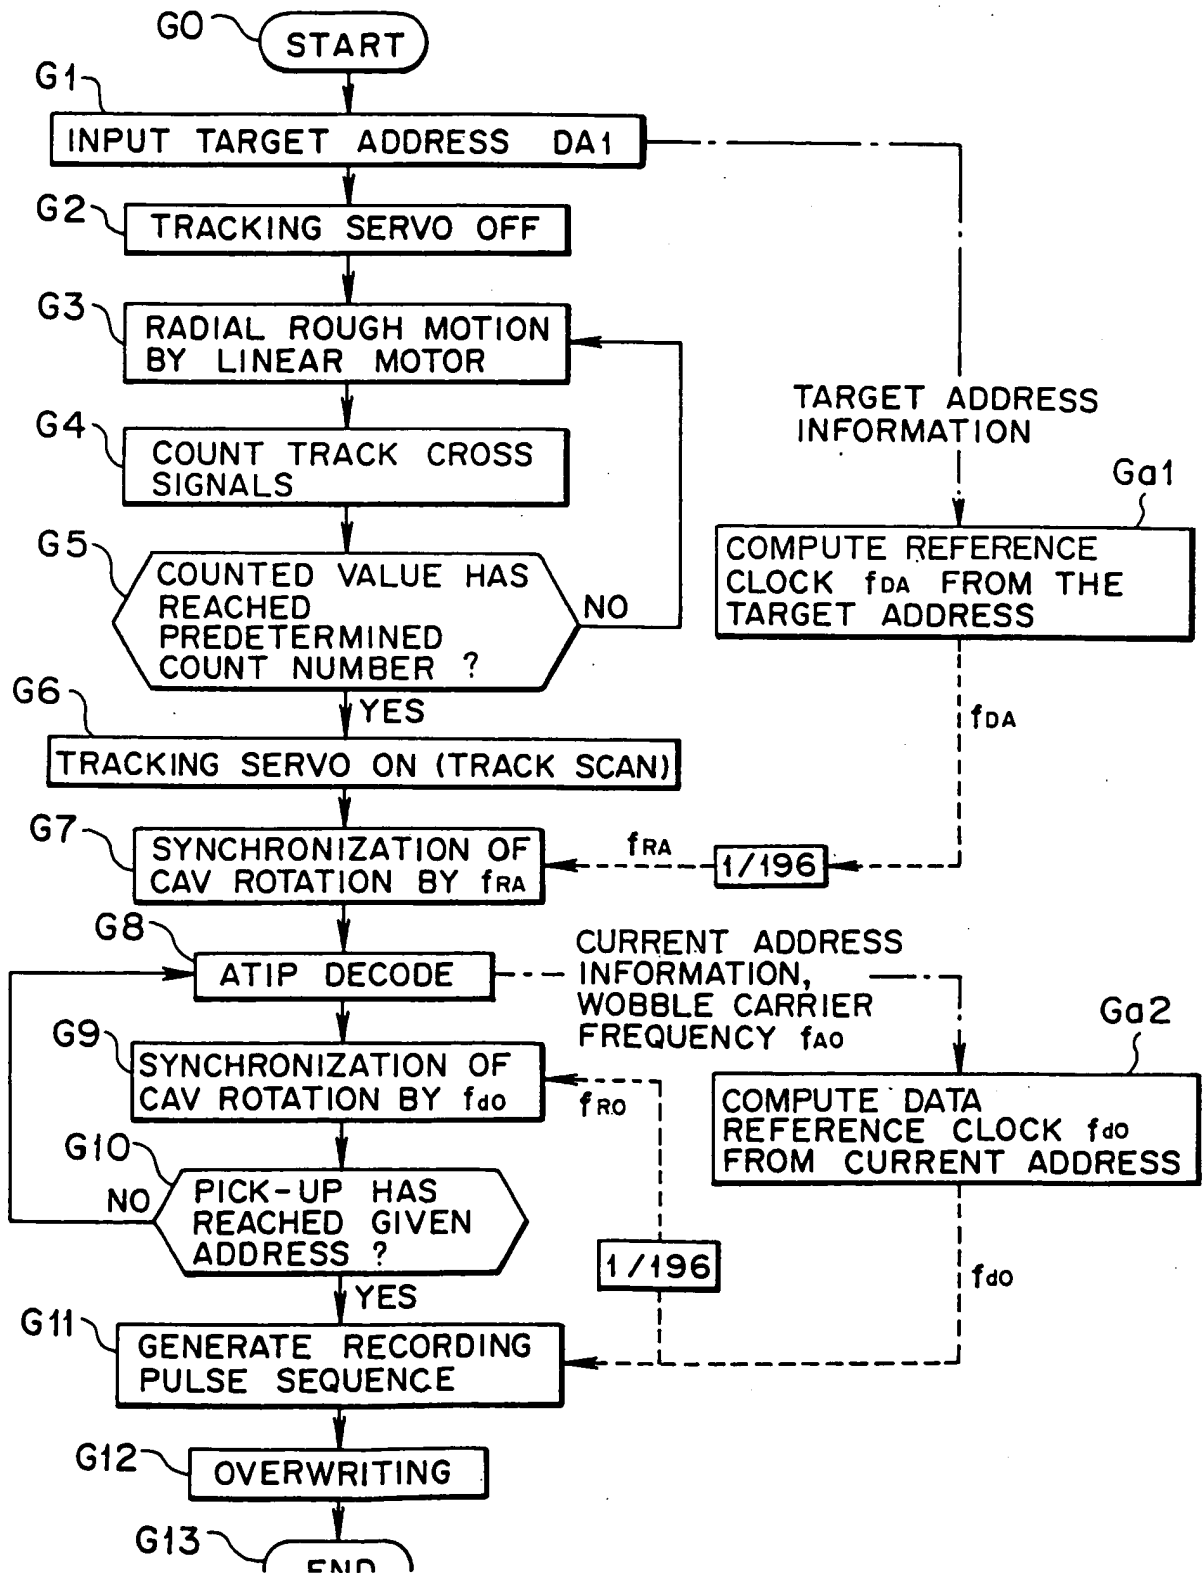 G0
START
G1
INPUT TARGET ADDRESS DA1
G2
TRACKING SERVO OFF
G3
RADIAL ROUGH MOTION
BY LINEAR MOTOR
TARGET ADDRESS
INFORMATION
G4
COUNT TRACK CROSS
SIGNALS
Ga1
COMPUTE REFERENCE
CLOCK fDA FROM THE
TARGET ADDRESS
G5
COUNTED VALUE HAS
REACHED
PREDETERMINED
COUNT NUMBER ?
NO
YES
fDA
G6
TRACKING SERVO ON (TRACK SCAN)
G7
SYNCHRONIZATION OF
CAV ROTATION BY fRA
fRA
1/196
G8
ATIP DECODE
CURRENT ADDRESS
INFORMATION,
WOBBLE CARRIER
FREQUENCY fAO
Ga2
COMPUTE DATA
REFERENCE CLOCK fdO
FROM CURRENT ADDRESS
G9
SYNCHRONIZATION OF
CAV ROTATION BY fdO
fRO
G10
PICK-UP HAS
REACHED GIVEN
ADDRESS ?
NO
YES
1/196
fdO
G11
GENERATE RECORDING
PULSE SEQUENCE
G12
OVERWRITING
G13
END